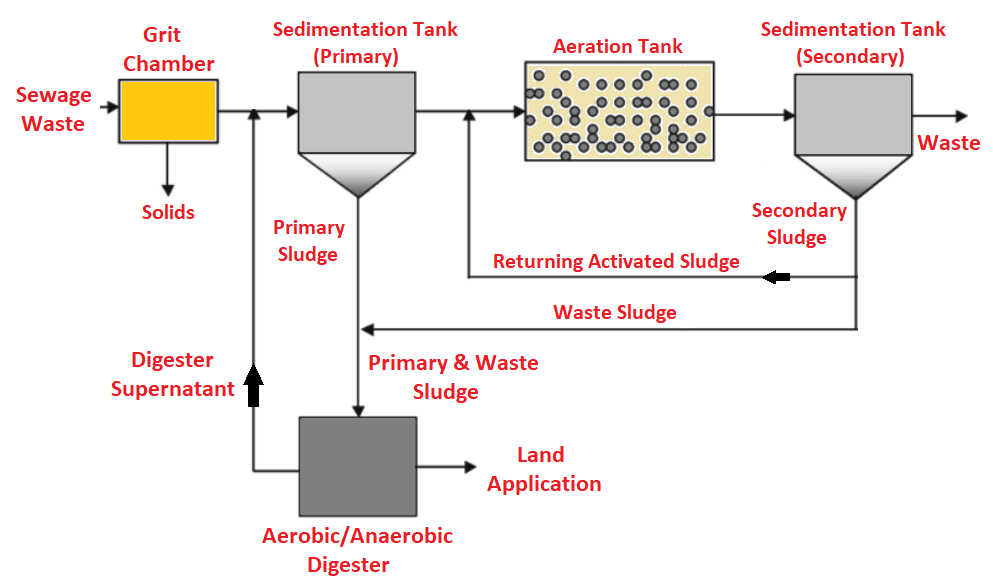 Grit
Chamber
Sedimentation Tank
(Primary)
Aeration Tank
Sedimentation Tank
(Secondary)
Sewage
Waste
Waste
Solids
Primary
Sludge
Secondary
Sludge
Returning Activated Sludge
Waste Sludge
Digester
Supernatant
Primary & Waste
Sludge
Land
Application
Aerobic/Anaerobic
Digester